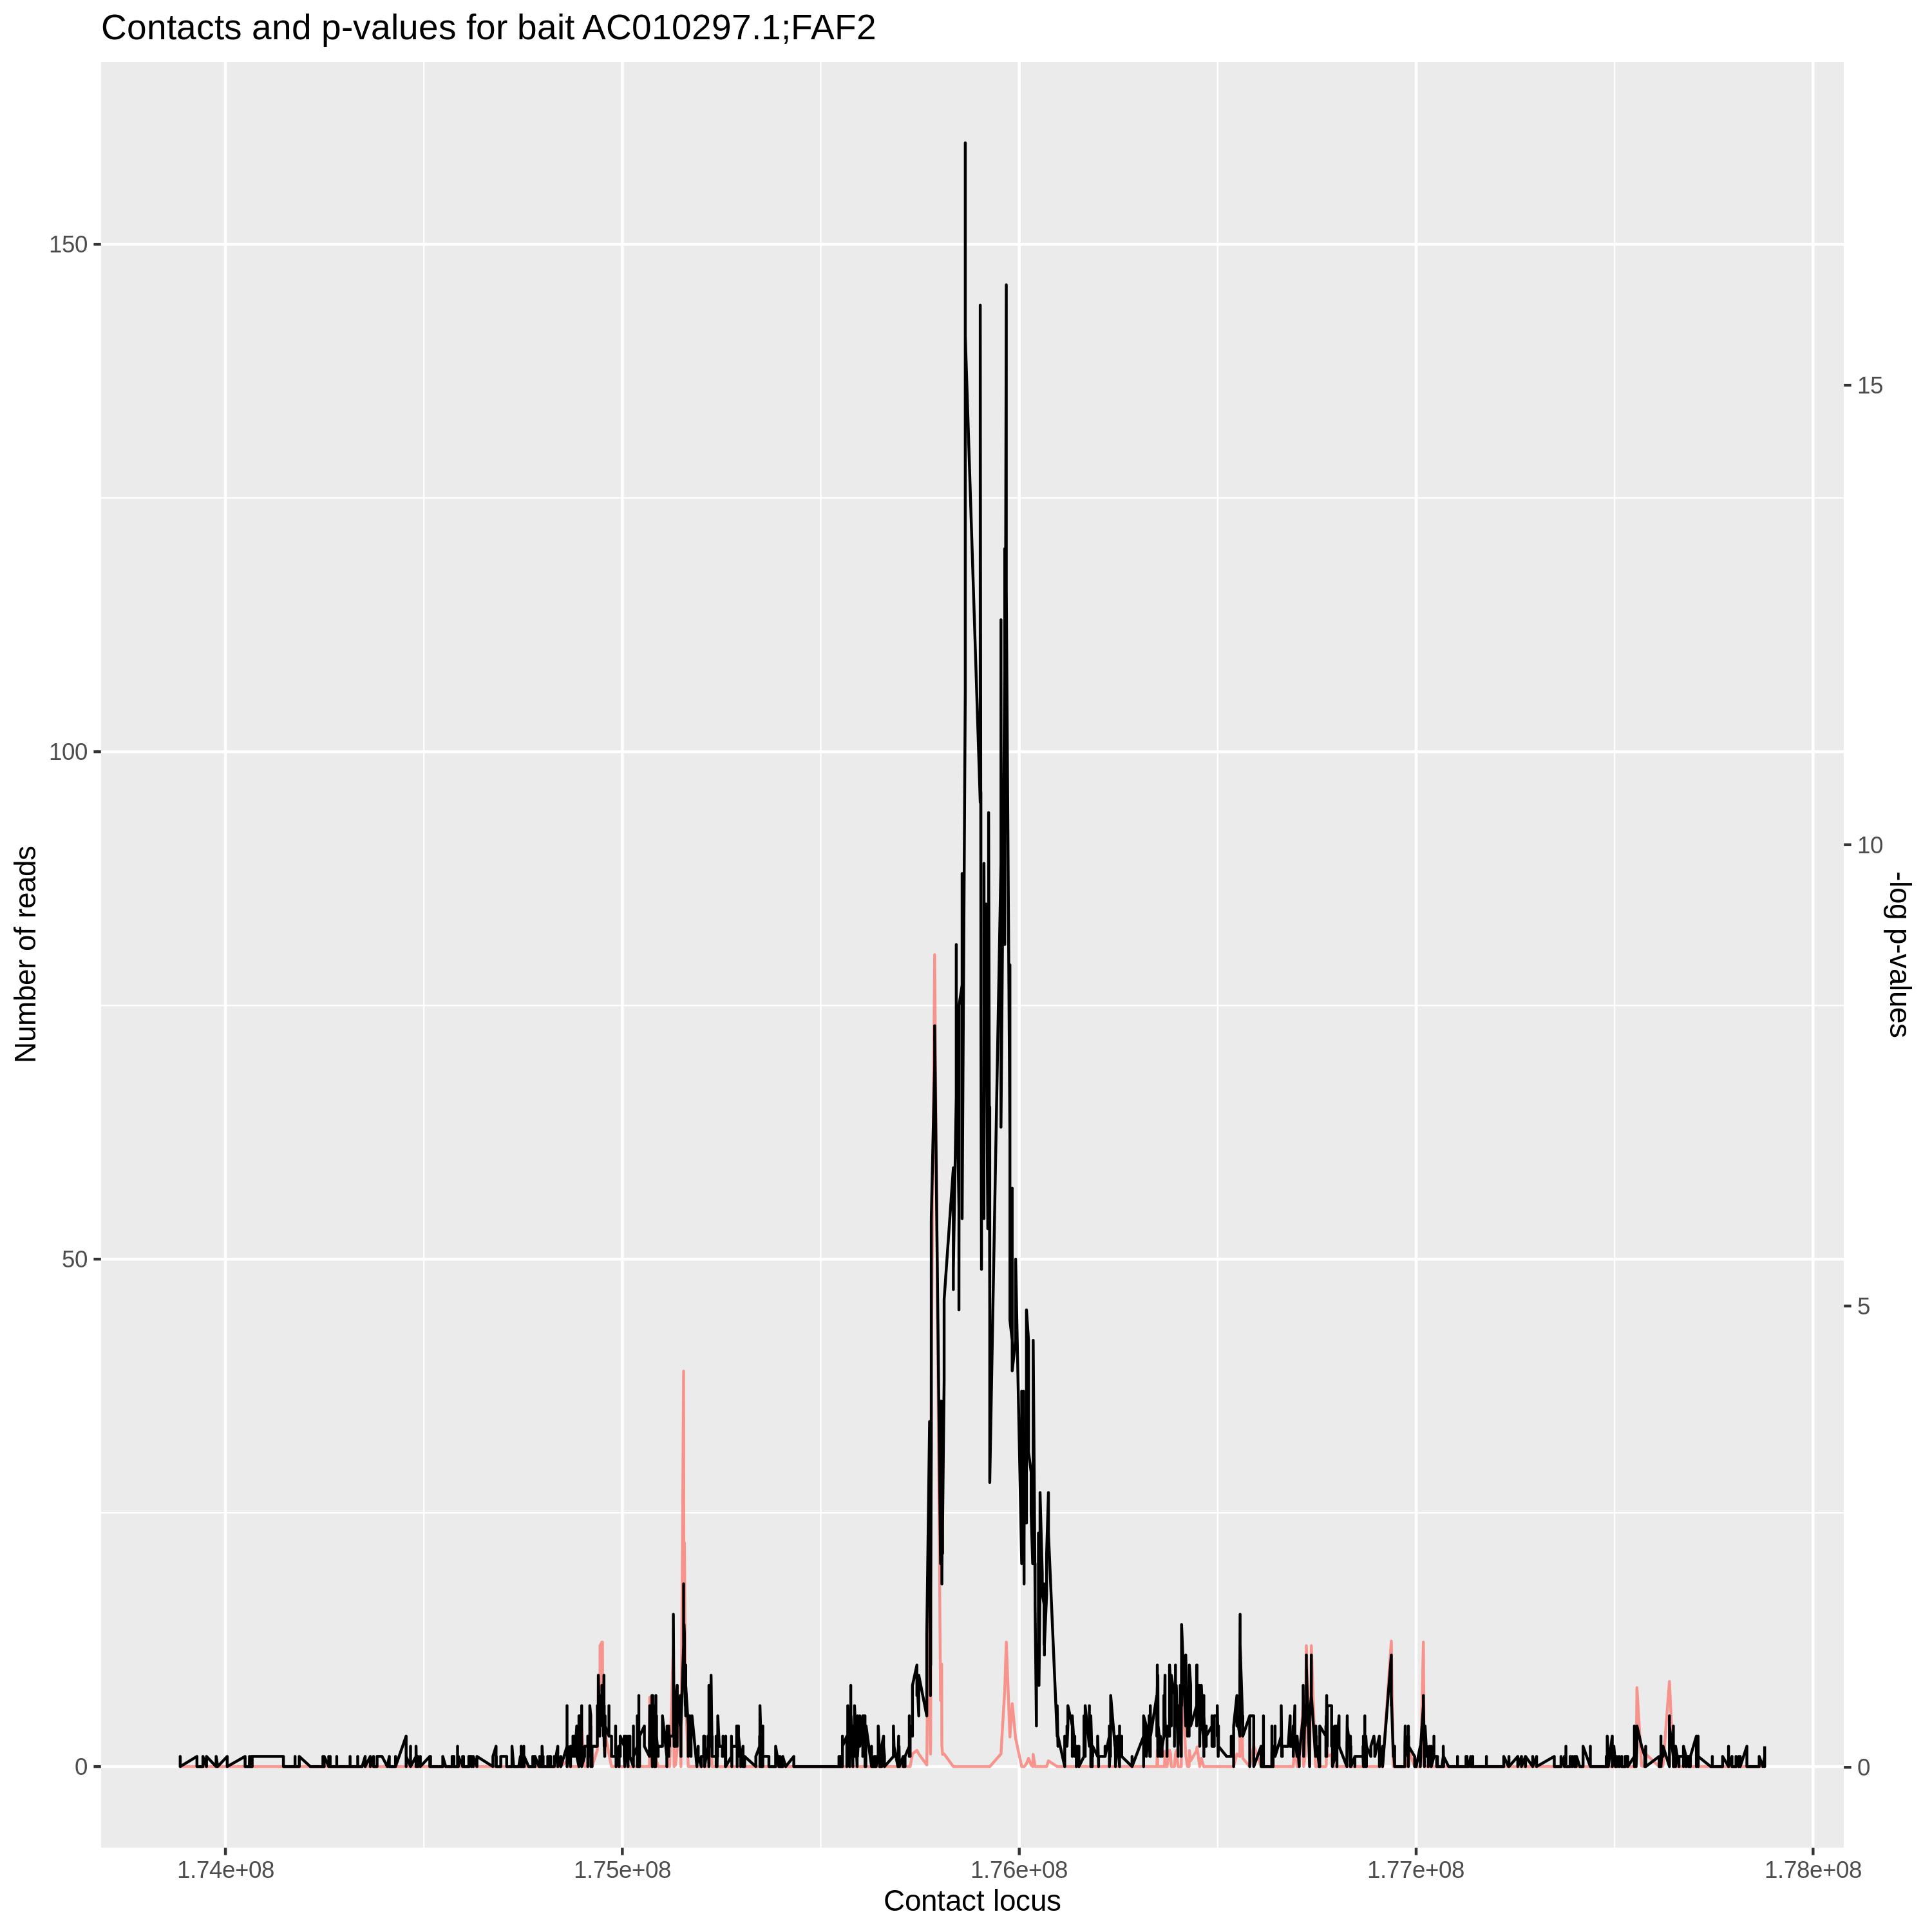 Contacts and p-values for bait AC010297.1;FAF2
150
100
50
0
Number of reads
15
10
5
0
-log p-values
1.74e+08
1.75e+08
1.76e+08
1.77e+08
1.78e+08
Contact locus